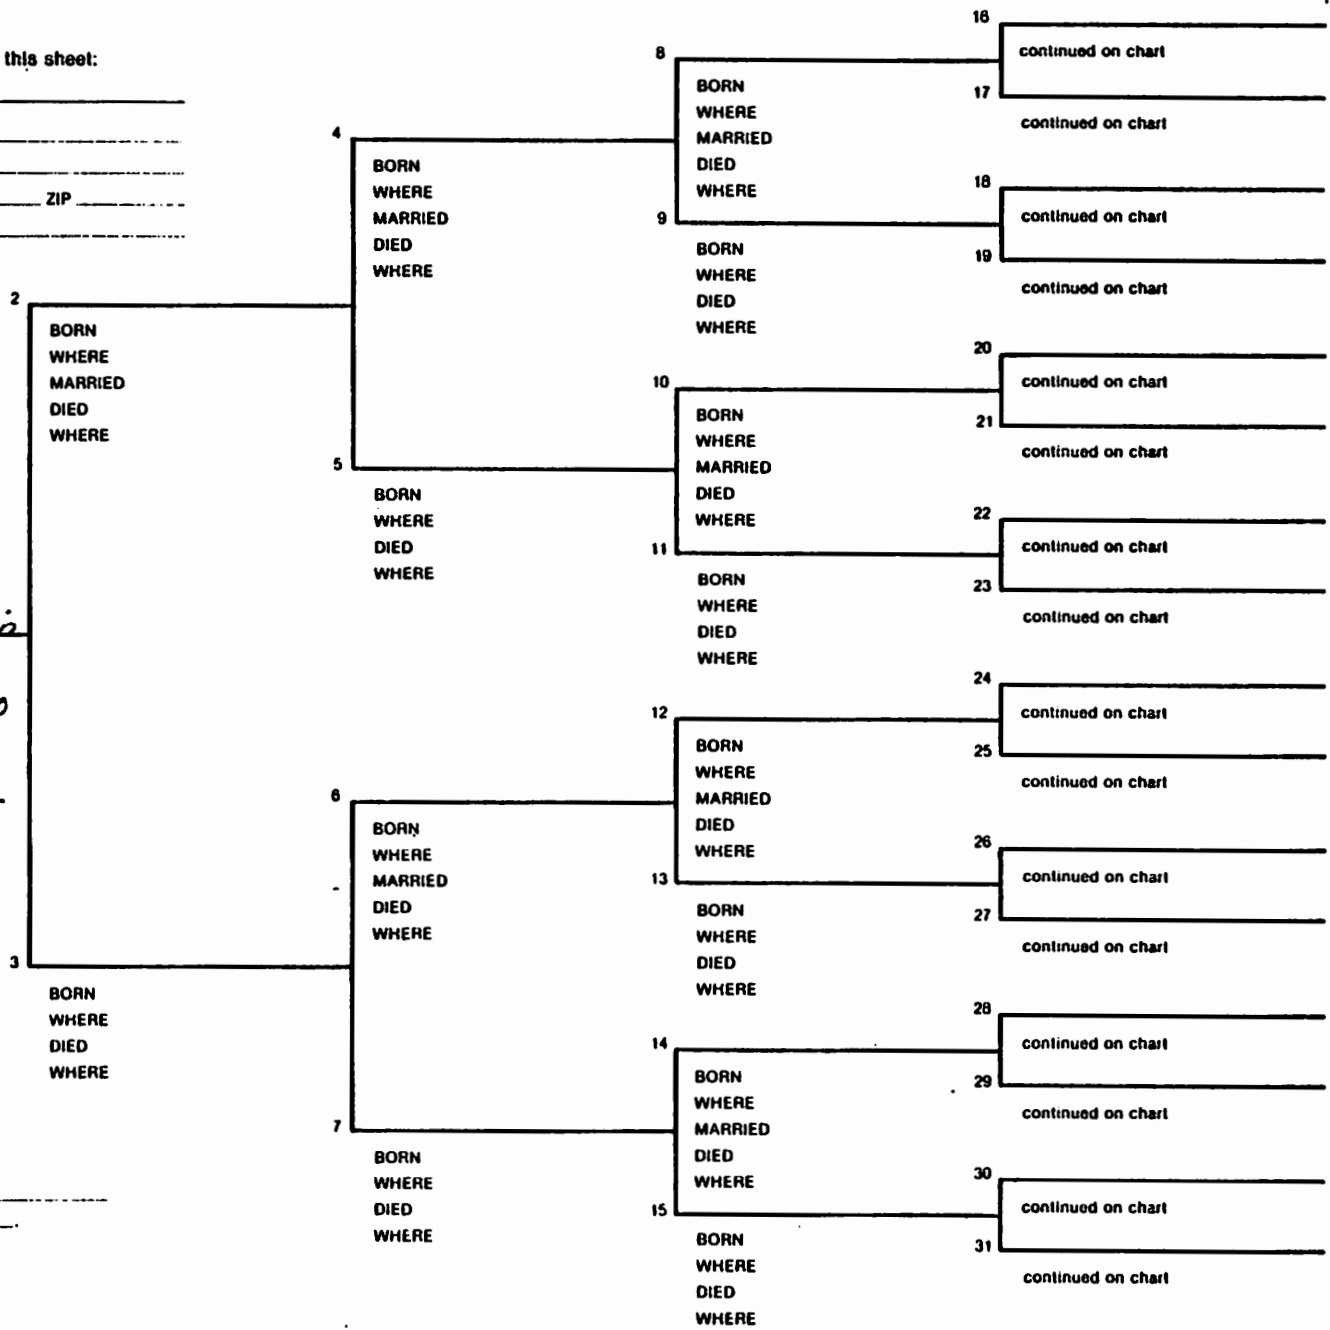 this sheet:
ZIP
2
BORN
WHERE
MARRIED
DIED
WHERE
3
BORN
WHERE
DIED
WHERE
4
BORN
WHERE
MARRIED
DIED
WHERE
5
BORN
WHERE
DIED
WHERE
6
BORN
WHERE
MARRIED
DIED
WHERE
7
BORN
WHERE
DIED
WHERE
8
BORN
WHERE
MARRIED
DIED
WHERE
9
BORN
WHERE
DIED
WHERE
10
BORN
WHERE
MARRIED
DIED
WHERE
11
BORN
WHERE
DIED
WHERE
12
BORN
WHERE
MARRIED
DIED
WHERE
13
BORN
WHERE
DIED
WHERE
14
BORN
WHERE
MARRIED
DIED
WHERE
15
BORN
WHERE
DIED
WHERE
16
continued on chart
17
continued on chart
18
continued on chart
19
continued on chart
20
continued on chart
21
continued on chart
22
continued on chart
23
continued on chart
24
continued on chart
25
continued on chart
26
continued on chart
27
continued on chart
28
continued on chart
29
continued on chart
30
continued on chart
31
continued on chart